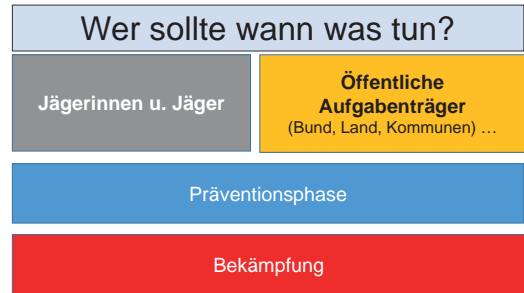 Wer sollte wann was tun?
Jägerinnen u. Jäger
Öffentliche
Aufgabenträger
(Bund, Land, Kommunen) …
Präventionsphase
Bekämpfung